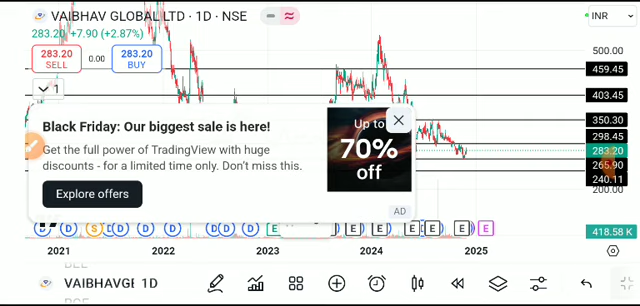 VAIBHAV GLOBAL LTD · 1D · NSE
INR
283.20 +7.90 (+2.87%)
283.20
SELL
0.00
283.20
BUY
500.00
459.45
1
403.45
Black Friday: Our biggest sale is here!
Get the full power of TradingView with huge
discounts - for a limited time only. Don't miss this.
Explore offers
Up to
70%
off
AD
350.30
298.45
283.20
265.90
240.11
200.00
D D S D D D D D D E E E E E E E E
418.58 K
2021 2022 2023 2024 2025
VAIBHAVGL 1D